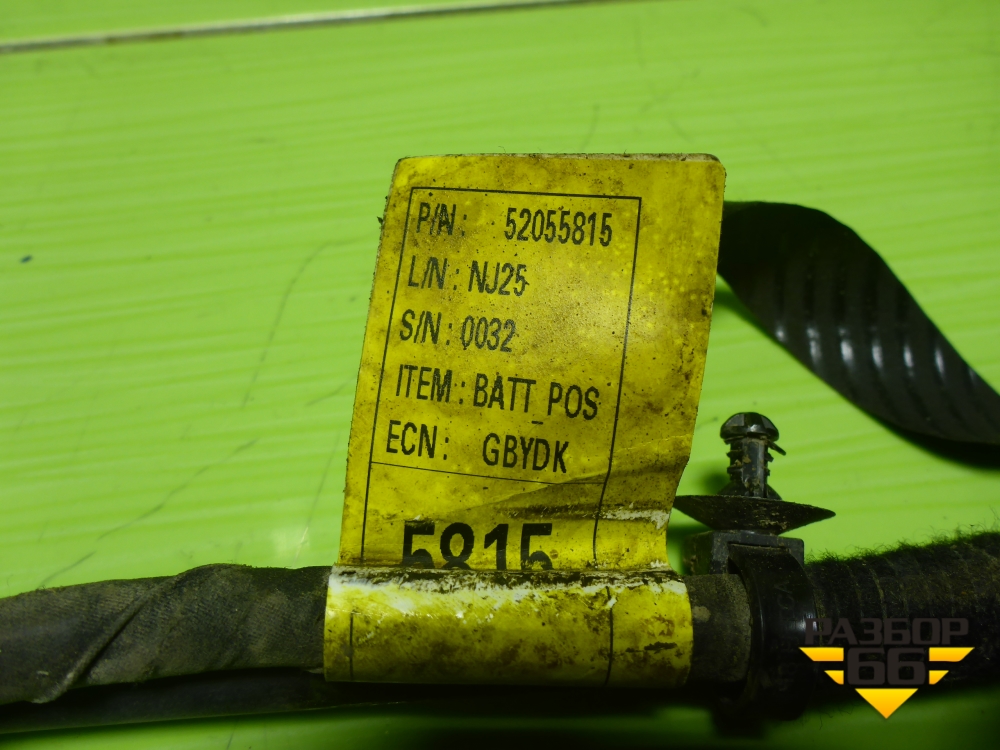 P/N: 52055815
L/N: NJ25
S/N: 0032
ITEM: BATT_POS
ECN: GBYDK
5815
РАЗБОР
66